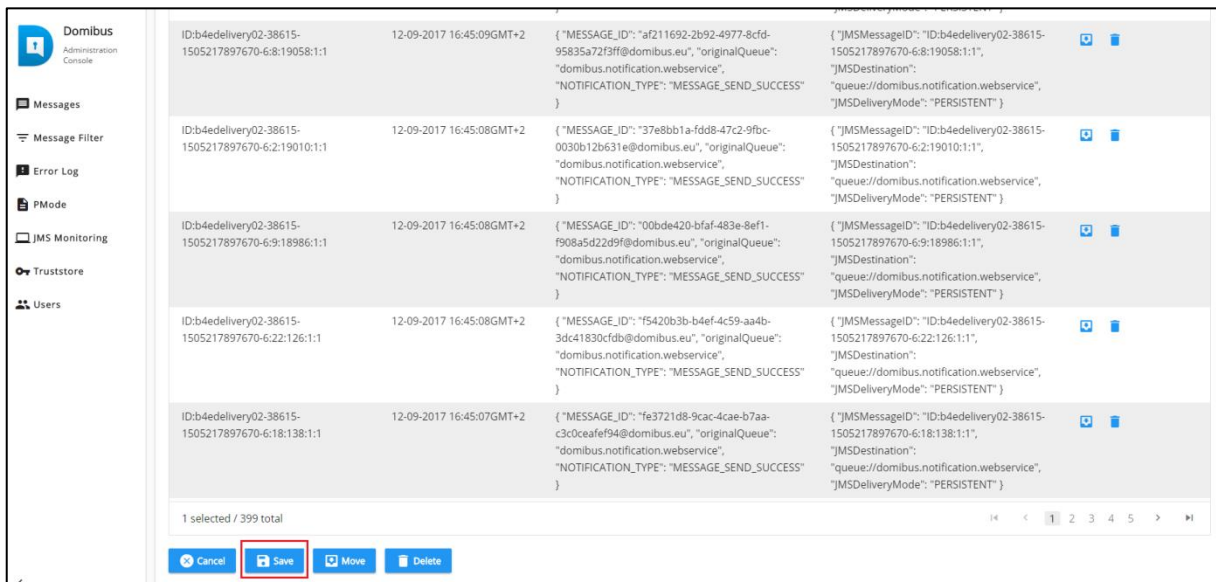 Domibus
Administration
Console
Messages
Message Filter
Error Log
PMode
JMS Monitoring
Truststore
Users
ID:b4edelivery02-38615-
1505217897670-6:8:19058:1:1
12-09-2017 16:45:09GMT+2
{ "MESSAGE_ID": "af211692-2b92-4977-8cfd-
95835a72f3ff@domibus.eu", "originalQueue":
"domibus.notification.webservice",
"NOTIFICATION_TYPE": "MESSAGE_SEND_SUCCESS"
}
{ "JMSMessageID": "ID:b4edelivery02-38615-
1505217897670-6:8:19058:1:1",
"JMSDestination":
"queue://domibus.notification.webservice",
"JMSDeliveryMode": "PERSISTENT" }
ID:b4edelivery02-38615-
1505217897670-6:2:19010:1:1
12-09-2017 16:45:08GMT+2
{ "MESSAGE_ID": "37e8bb1a-fdd8-47c2-9fbc-
0030b12b631e@domibus.eu", "originalQueue":
"domibus.notification.webservice",
"NOTIFICATION_TYPE": "MESSAGE_SEND_SUCCESS"
}
{ "JMSMessageID": "ID:b4edelivery02-38615-
1505217897670-6:2:19010:1:1",
"JMSDestination":
"queue://domibus.notification.webservice",
"JMSDeliveryMode": "PERSISTENT" }
ID:b4edelivery02-38615-
1505217897670-6:9:18986:1:1
12-09-2017 16:45:08GMT+2
{ "MESSAGE_ID": "00bde420-bfaf-483e-8ef1-
f908a5d22d9f@domibus.eu", "originalQueue":
"domibus.notification.webservice",
"NOTIFICATION_TYPE": "MESSAGE_SEND_SUCCESS"
}
{ "JMSMessageID": "ID:b4edelivery02-38615-
1505217897670-6:9:18986:1:1",
"JMSDestination":
"queue://domibus.notification.webservice",
"JMSDeliveryMode": "PERSISTENT" }
ID:b4edelivery02-38615-
1505217897670-6:22:126:1:1
12-09-2017 16:45:08GMT+2
{ "MESSAGE_ID": "f5420b3b-b4ef-4c59-aa4b-
3dc41830cfdb@domibus.eu", "originalQueue":
"domibus.notification.webservice",
"NOTIFICATION_TYPE": "MESSAGE_SEND_SUCCESS"
}
{ "JMSMessageID": "ID:b4edelivery02-38615-
1505217897670-6:22:126:1:1",
"JMSDestination":
"queue://domibus.notification.webservice",
"JMSDeliveryMode": "PERSISTENT" }
ID:b4edelivery02-38615-
1505217897670-6:18:138:1:1
12-09-2017 16:45:07GMT+2
{ "MESSAGE_ID": "fe3721d8-9cac-4cae-b7aa-
c3c0ceafef94@domibus.eu", "originalQueue":
"domibus.notification.webservice",
"NOTIFICATION_TYPE": "MESSAGE_SEND_SUCCESS"
}
{ "JMSMessageID": "ID:b4edelivery02-38615-
1505217897670-6:18:138:1:1",
"JMSDestination":
"queue://domibus.notification.webservice",
"JMSDeliveryMode": "PERSISTENT" }
1 selected / 399 total
1 2 3 4 5
Cancel Save Move Delete